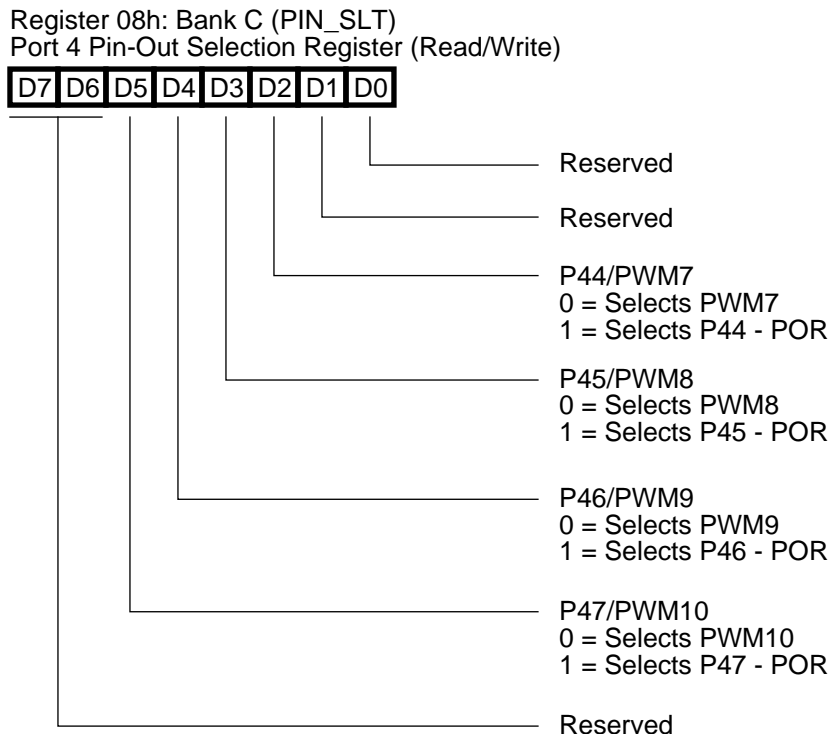 Register 08h: Bank C (PIN_SLT)
Port 4 Pin-Out Selection Register (Read/Write)
D7 D6 D5 D4 D3 D2 D1 D0
Reserved
Reserved
P44/PWM7
0 = Selects PWM7
1 = Selects P44 - POR
P45/PWM8
0 = Selects PWM8
1 = Selects P45 - POR
P46/PWM9
0 = Selects PWM9
1 = Selects P46 - POR
P47/PWM10
0 = Selects PWM10
1 = Selects P47 - POR
Reserved